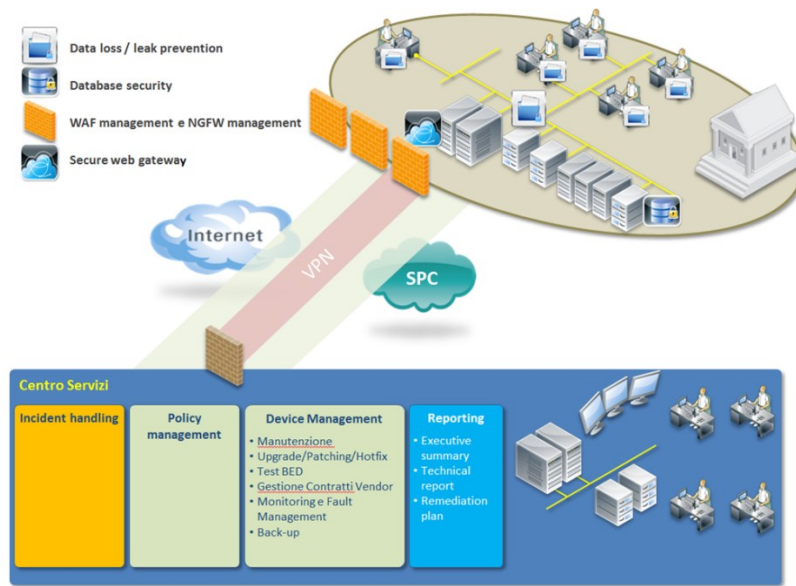 Data loss / leak prevention
Database security
WAF management e NGFW management
Secure web gateway
Internet
VPN
SPC
Centro Servizi
Incident handling
Policy
management
Device Management
• Manutenzione
• Upgrade/Patching/Hotfix
• Test BED
• Gestione Contratti Vendor
• Monitoring e Fault
Management
• Back-up
Reporting
• Executive
summary
• Technical
report
• Remediation
plan